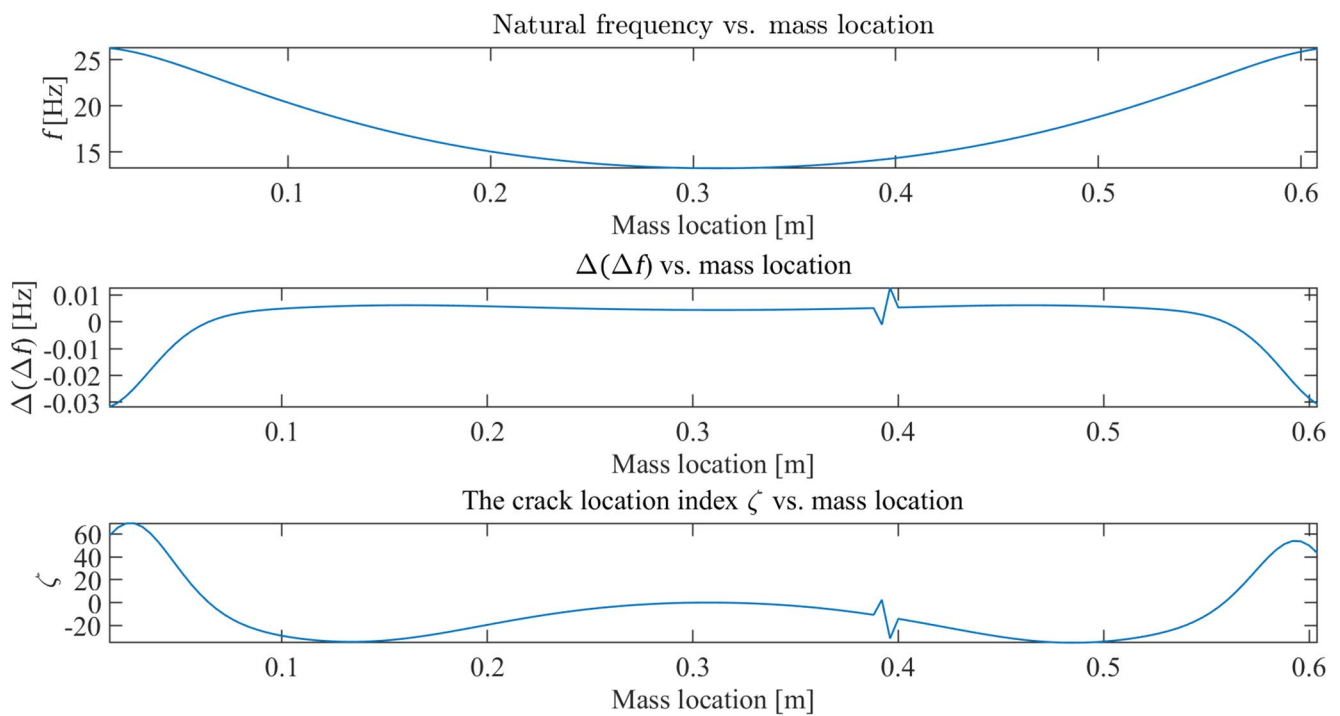 Natural frequency vs. mass location
f [Hz]
25
20
15
0.1 0.2 0.3 0.4 0.5 0.6
Mass location [m]
Δ(Δf) vs. mass location
Δ(Δf) [Hz]
0.01
0
-0.01
-0.02
-0.03
0.1 0.2 0.3 0.4 0.5 0.6
Mass location [m]
The crack location index ζ vs. mass location
ζ
60
40
20
0
-20
0.1 0.2 0.3 0.4 0.5 0.6
Mass location [m]